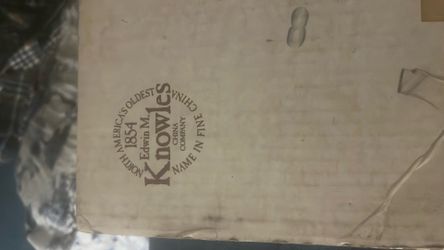 NORTH AMERICA'S OLDEST
1854
Edwin M.
Knowles
CHINA
COMPANY
NAME IN FINE CHINA